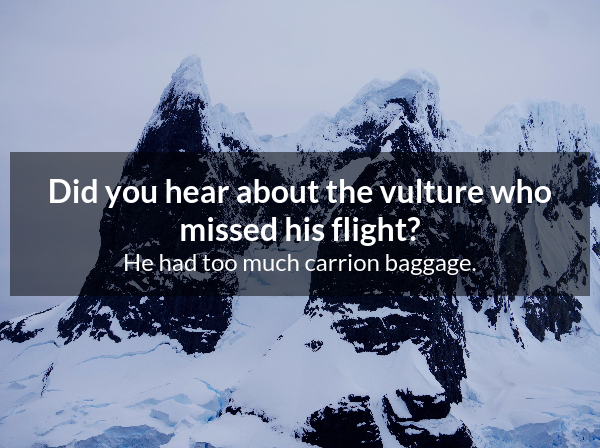 Did you hear about the vulture who
missed his flight?
He had too much carrion baggage.